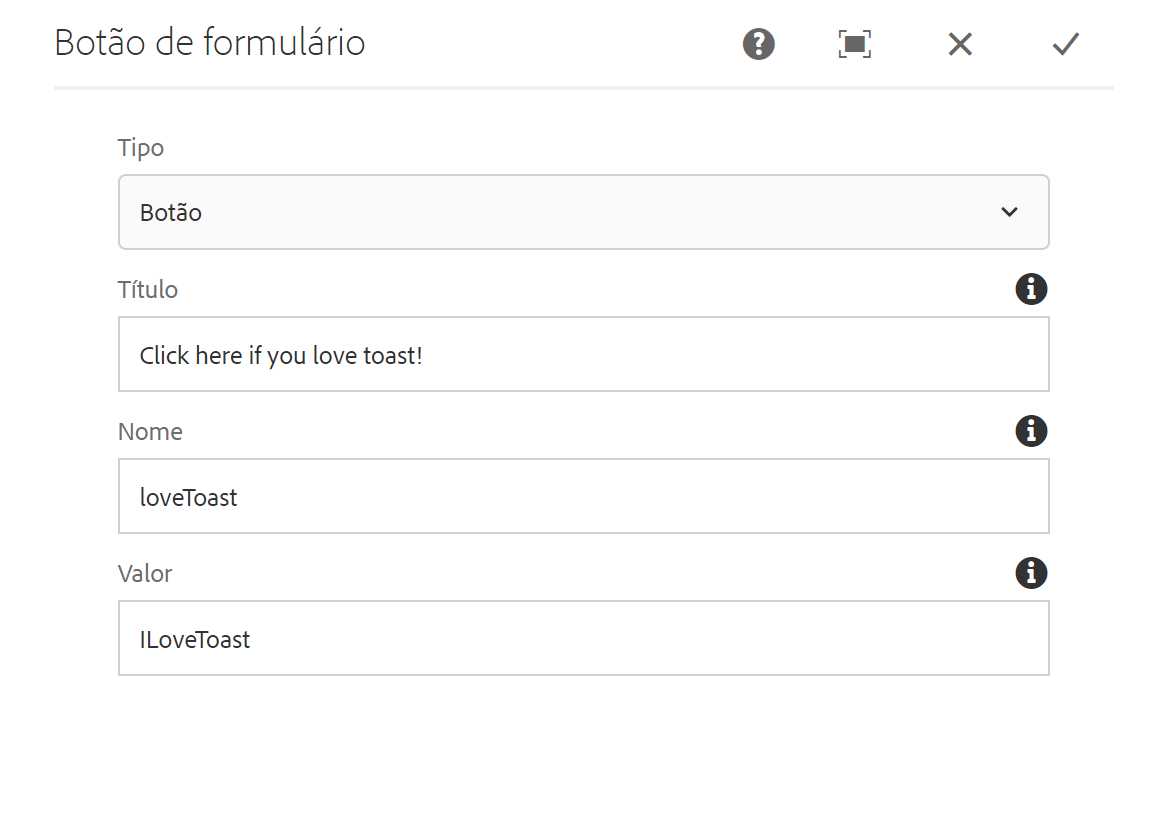 Botão de formulário
Tipo
Botão
Título
Click here if you love toast!
Nome
loveToast
Valor
ILoveToast